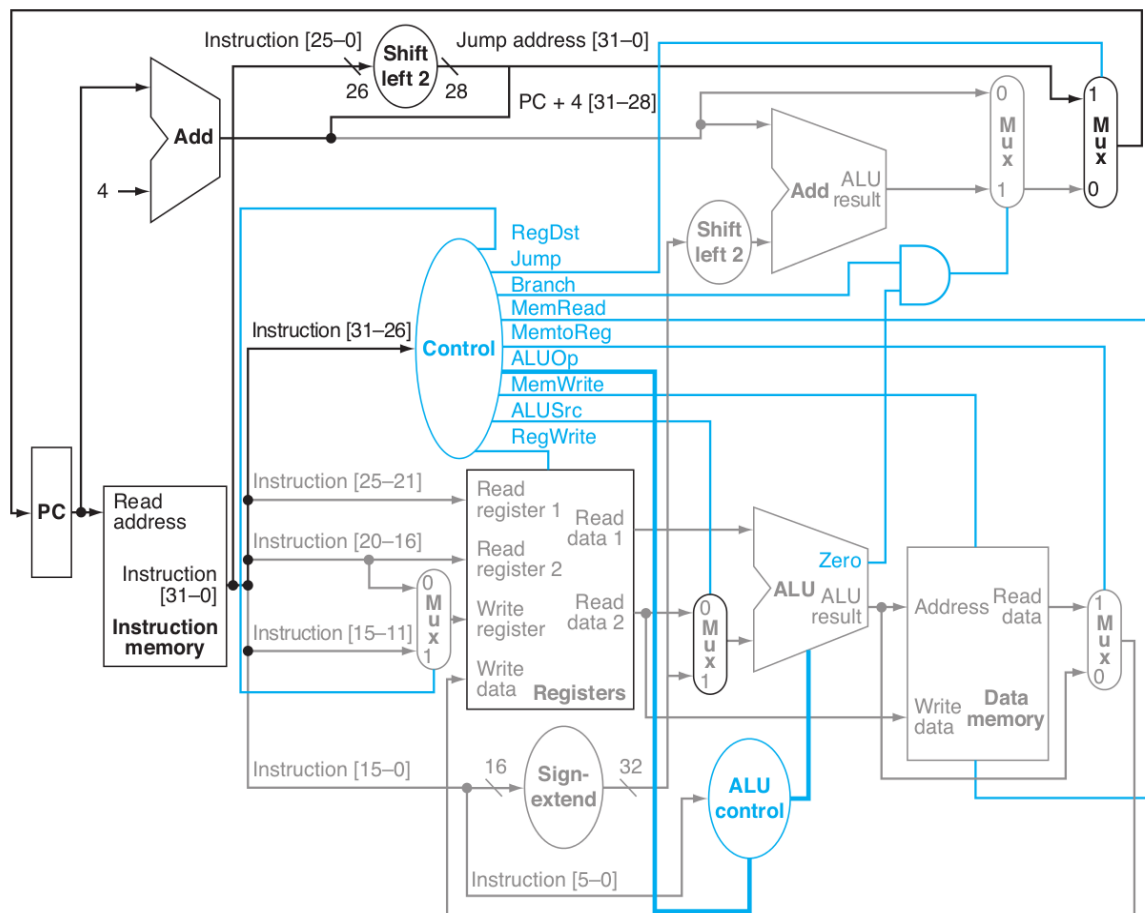 Instruction [25–0]
Shift
left 2
Jump address [31–0]
26
28
PC + 4 [31–28]
Add
4
0
M
u
x
1
1
M
u
x
0
Add
ALU
result
Shift
left 2
RegDst
Jump
Branch
MemRead
MemtoReg
ALUOp
MemWrite
ALUSrc
RegWrite
Instruction [31–26]
Control
PC
Read
address
Instruction
[31–0]
Instruction
memory
Instruction [25–21]
Instruction [20–16]
Instruction [15–11]
0
M
u
x
1
Read
register 1
Read
register 2
Write
register
Write
data
Read
data 1
Read
data 2
Registers
0
M
u
x
1
Zero
ALU
ALU
result
Address
Read
data
Write
data
Data
memory
1
M
u
x
0
Instruction [15–0]
16
Sign-
extend
32
ALU
control
Instruction [5–0]